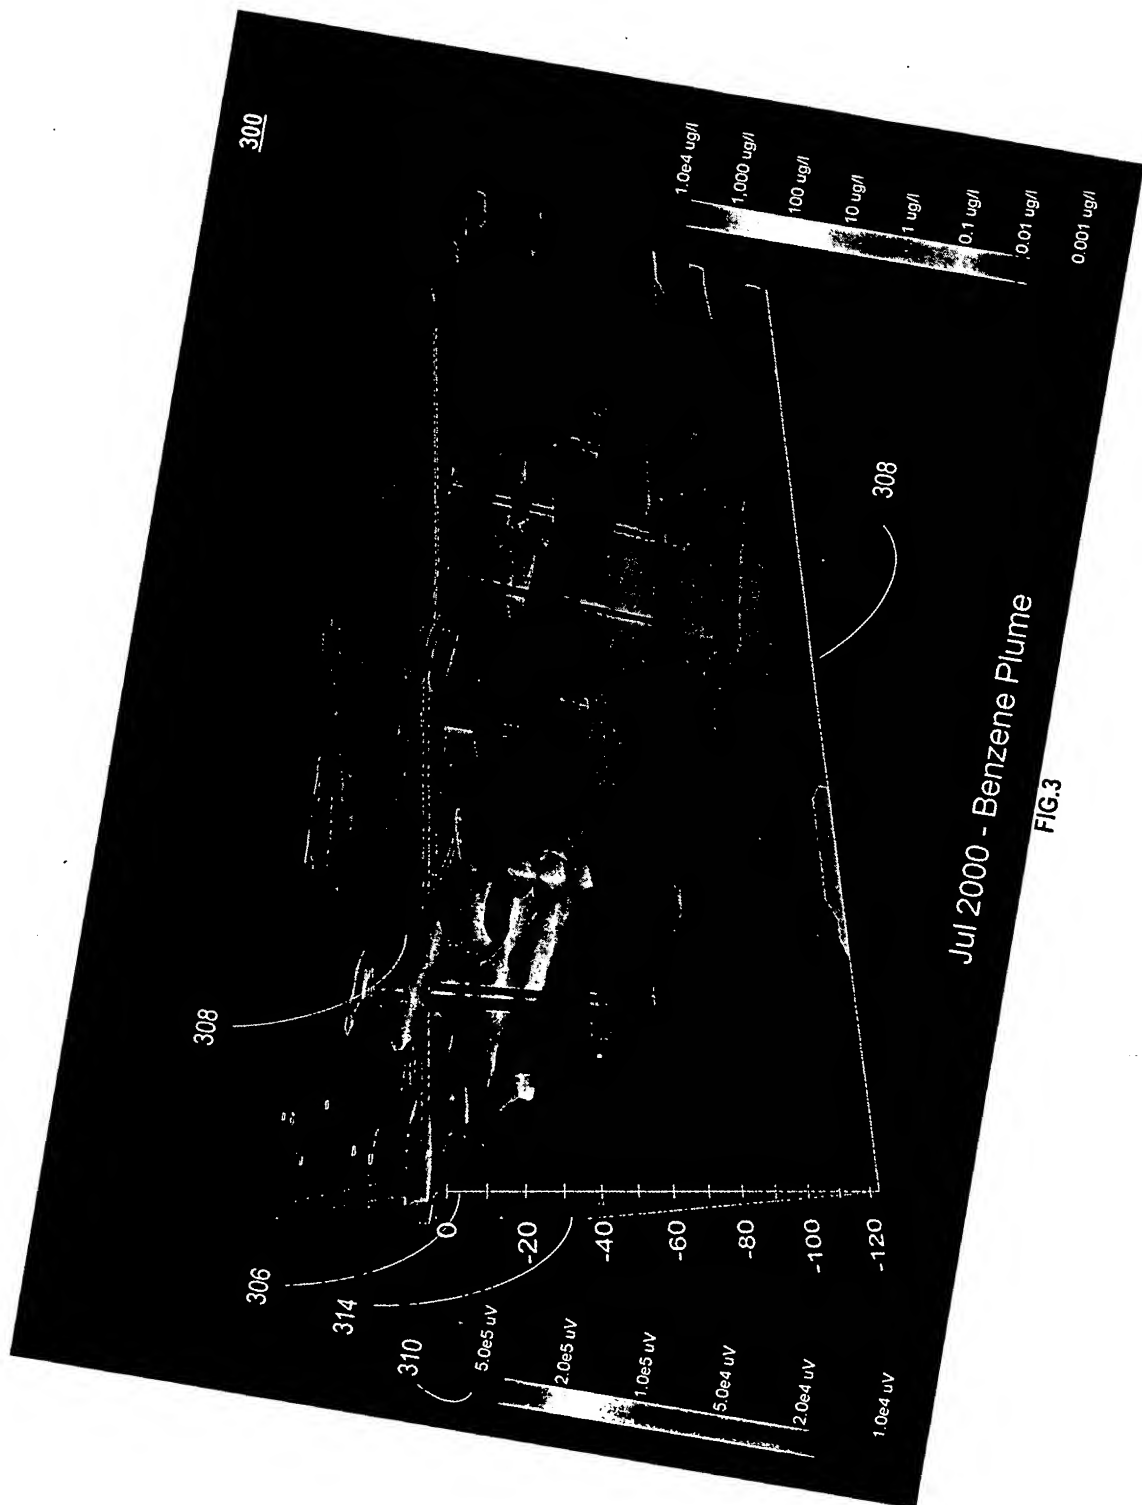 300
308
306
314
310
5.0e5 uV
2.0e5 uV
1.0e5 uV
5.0e4 uV
2.0e4 uV
1.0e4 uV
0
-20
-40
-60
-80
-100
-120
308
1.0e4 ug/l
1,000 ug/l
100 ug/l
10 ug/l
1 ug/l
0.1 ug/l
0.01 ug/l
0.001 ug/l
Jul 2000 - Benzene Plume
FIG.3